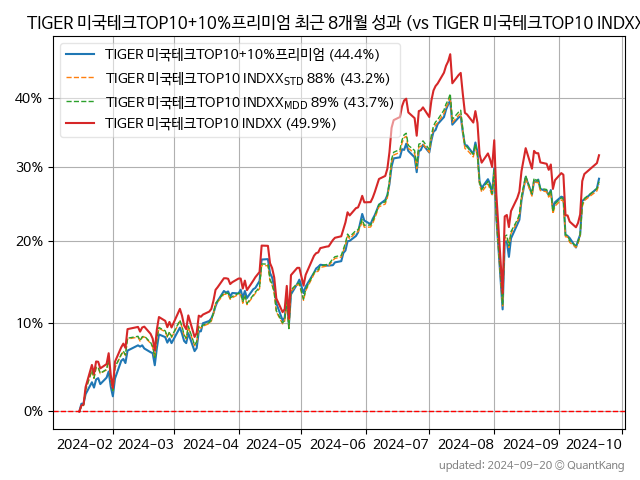 TIGER 미국테크TOP10+10%프리미엄 최근 8개월 성과 (vs TIGER 미국테크TOP10 INDX
TIGER 미국테크TOP10+10%프리미엄 (44.4%)
TIGER 미국테크TOP10 INDXX_STD 88% (43.2%)
TIGER 미국테크TOP10 INDXX_MDD 89% (43.7%)
TIGER 미국테크TOP10 INDXX (49.9%)
40%
30%
20%
10%
0%
2024-02 2024-03 2024-04 2024-05 2024-06 2024-07 2024-08 2024-09 2024-10
updated: 2024-09-20 © QuantKang